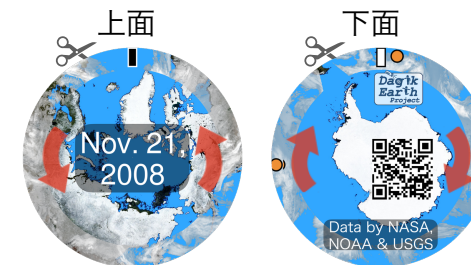 上面
下面
Nov. 21
2008
Dagik
Earth
Project
Data by NASA,
NOAA & USGS